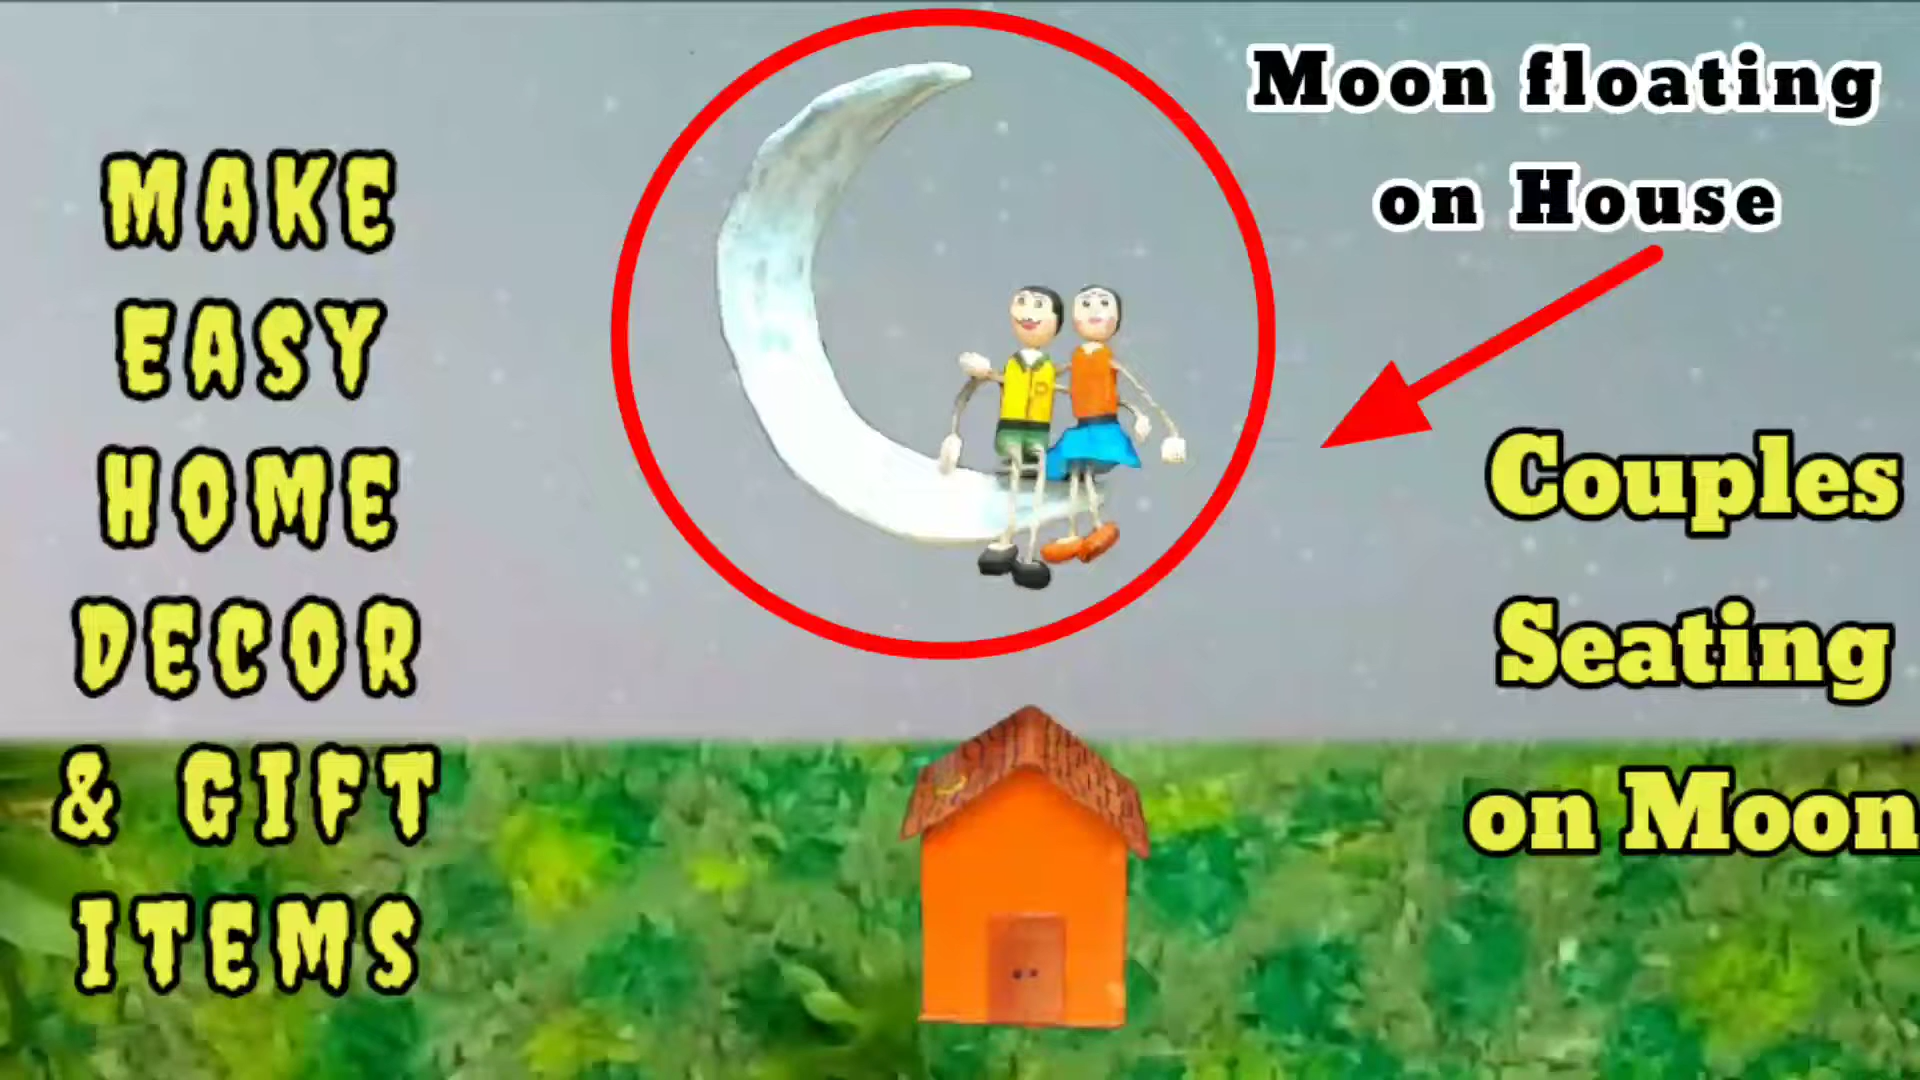 MAKE
EASY
HOME
DECOR
& GIFT
ITEMS
Moon floating
on House
Couples
Seating
on Moon